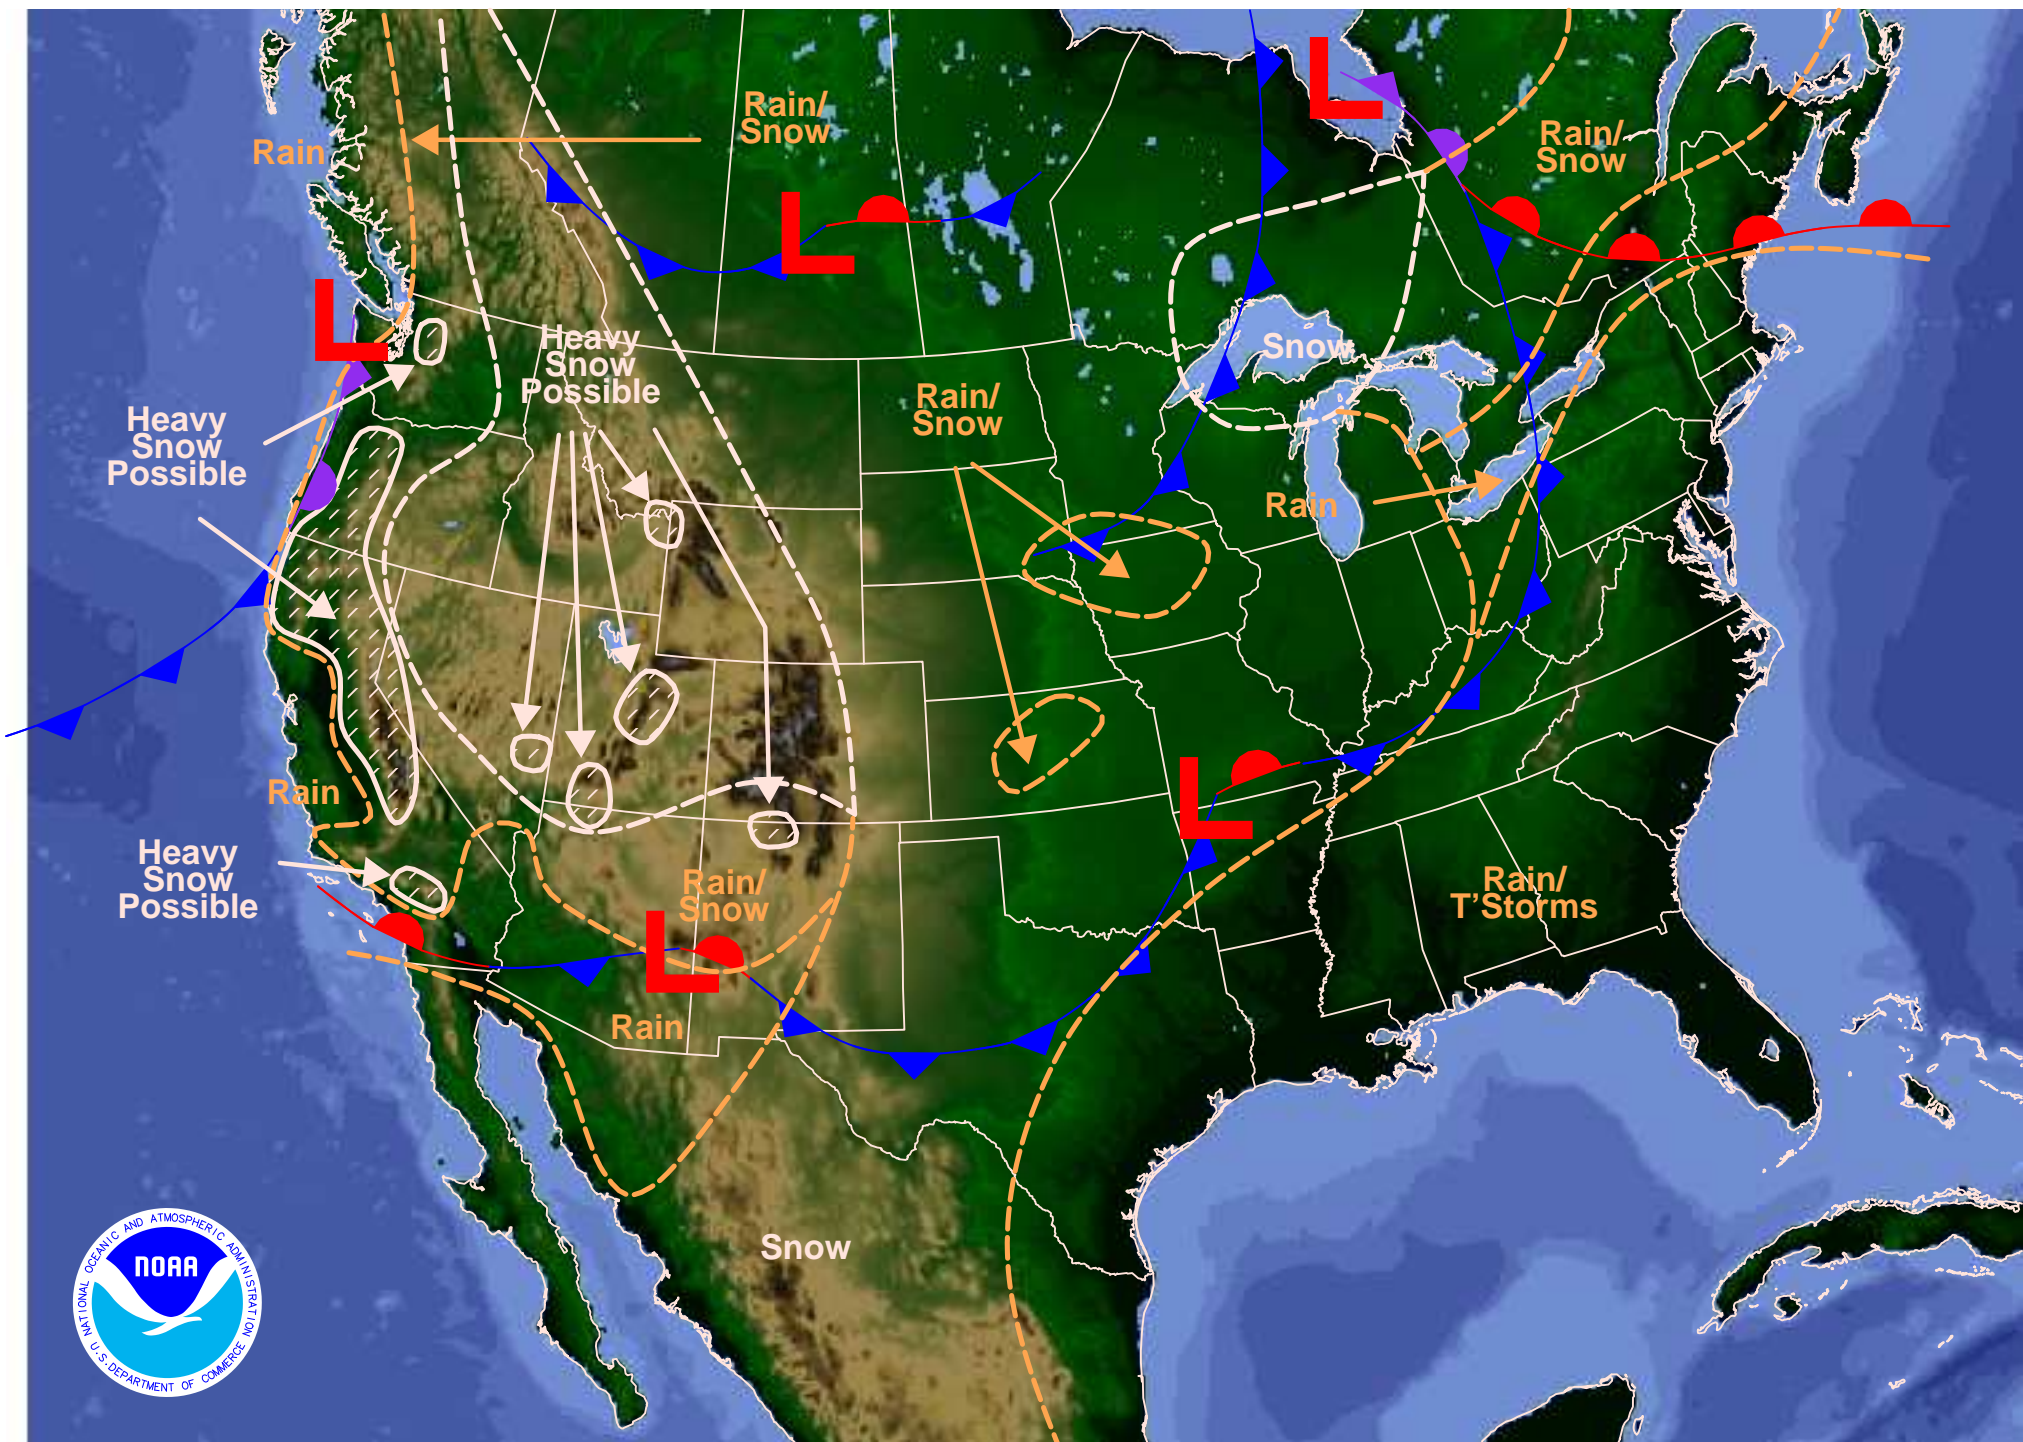 Rain/
Snow
Rain
Rain/
Snow
Heavy
Snow
Possible
Snow
Rain/
Snow
Heavy
Snow
Possible
Rain
Rain
Heavy
Snow
Possible
Rain/
Snow
Rain/
T'Storms
Rain
Snow
L
L
L
L
L
NATIONAL OCEANIC AND ATMOSPHERIC ADMINISTRATION
NOAA
U.S. DEPARTMENT OF COMMERCE